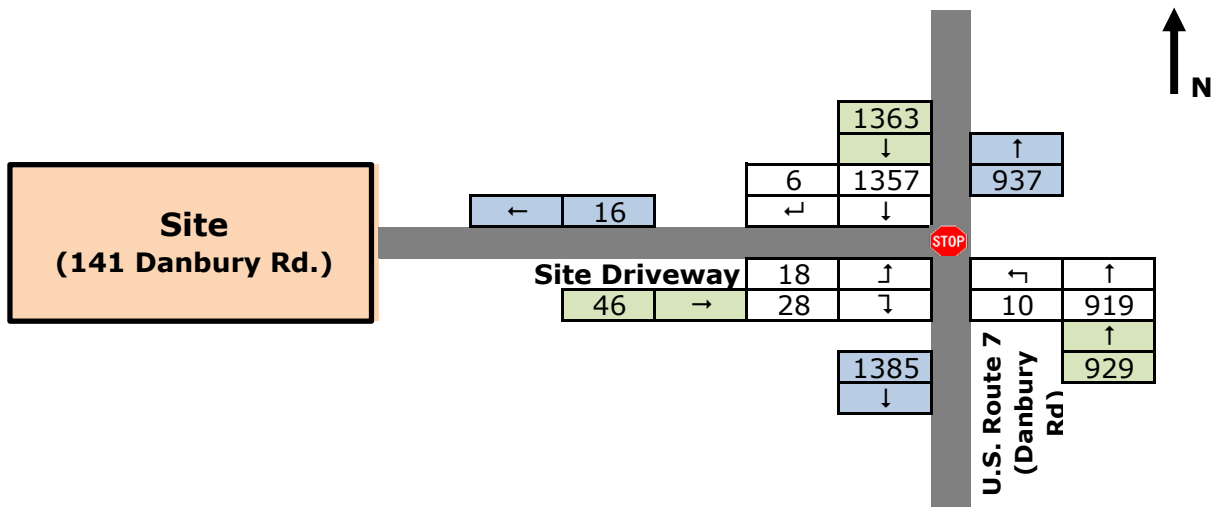 N
1363
↓
↑
6 1357
937
← 16
↵ ↓
Site
(141 Danbury Rd.)
STOP
Site Driveway
18 ⮥
↰ ↑
46 → 28 ⮧
10 919
↑
929
1385
↓
U.S. Route 7
(Danbury
Rd)